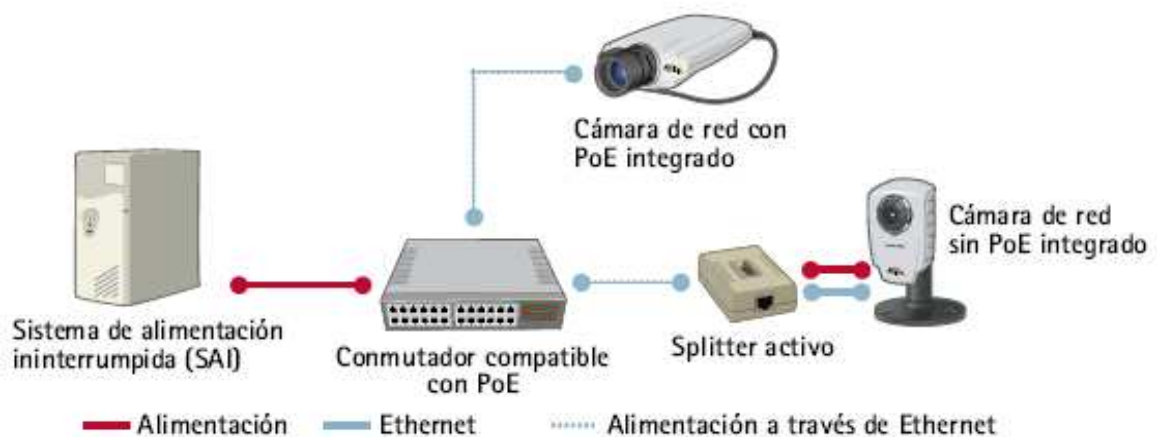 Cámara de red con
PoE integrado
Cámara de red
sin PoE integrado
Sistema de alimentación
ininterrumpida (SAI)
Conmutador compatible
con PoE
Splitter activo
Alimentación
Ethernet
Alimentación a través de Ethernet